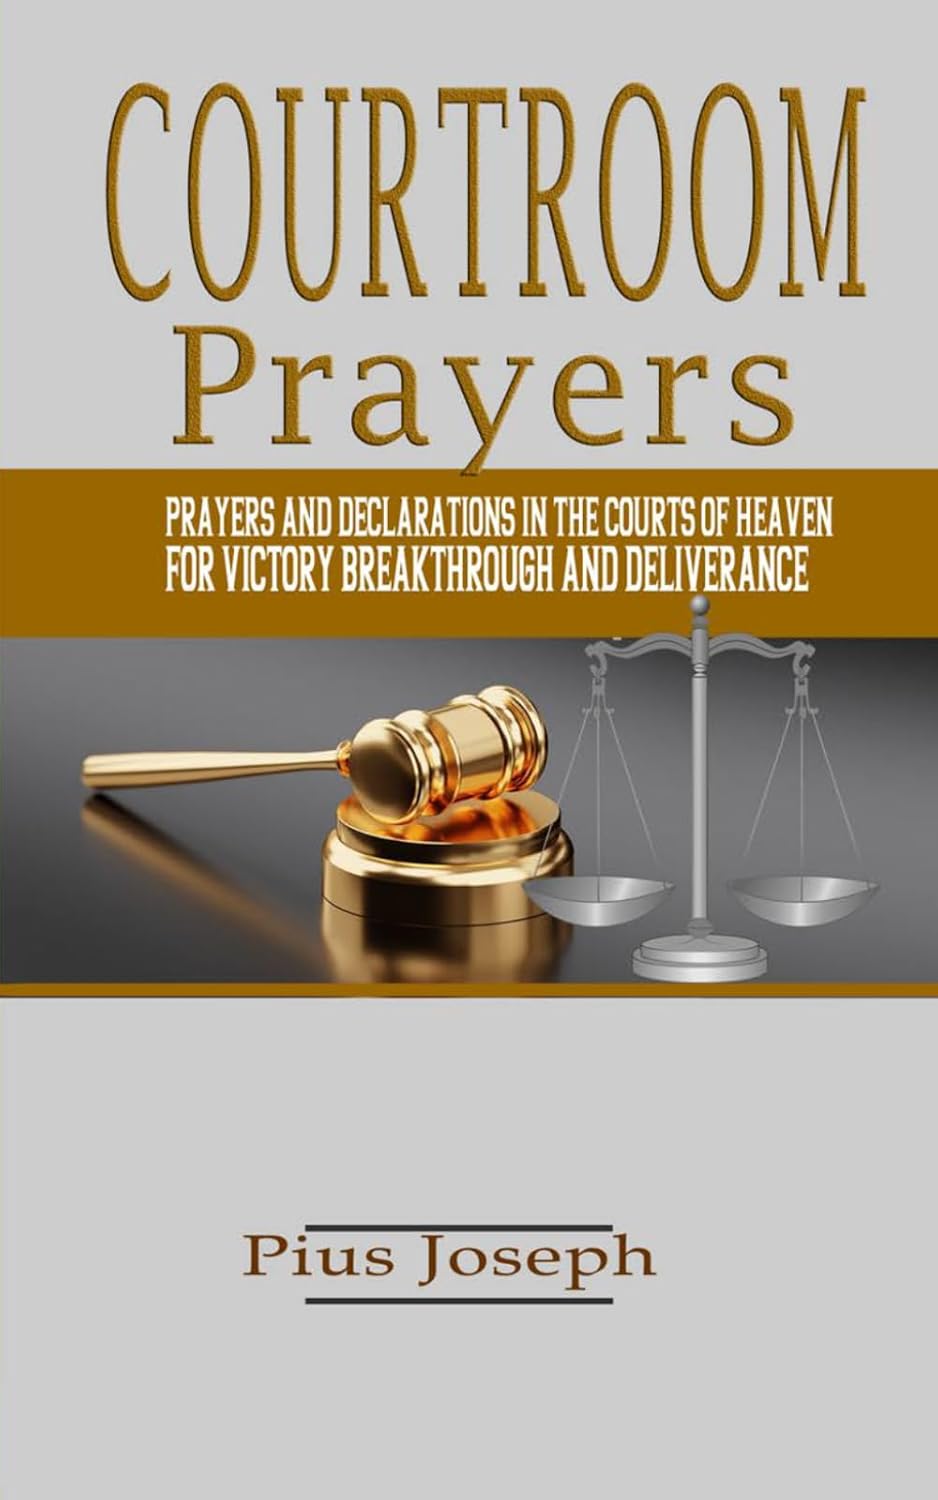 COURTROOM
Prayers
PRAYERS AND DECLARATIONS IN THE COURTS OF HEAVEN
FOR VICTORY BREAKTHROUGH AND DELIVERANCE
Pius Joseph